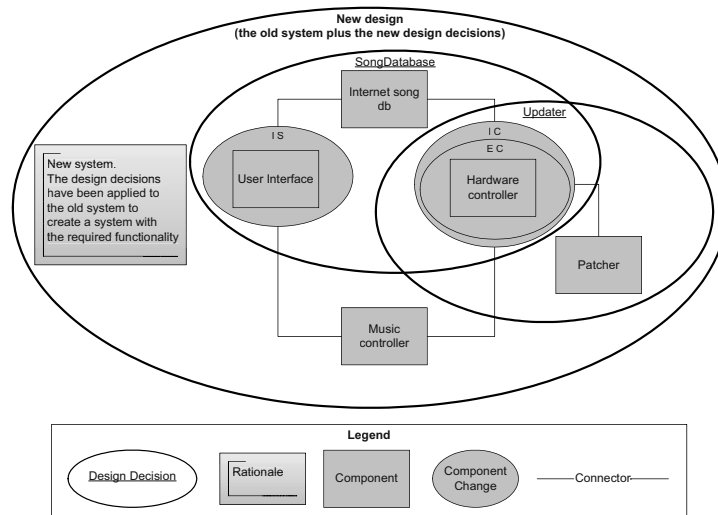 New design
(the old system plus the new design decisions)
SongDatabase
Internet song
db
Updater
I S
I C
E C
User Interface
Hardware
controller
New system.
The design decisions
have been applied to
the old system to
create a system with
the required functionality
Patcher
Music
controller
Legend
Design Decision
Rationale
Component
Component
Change
Connector